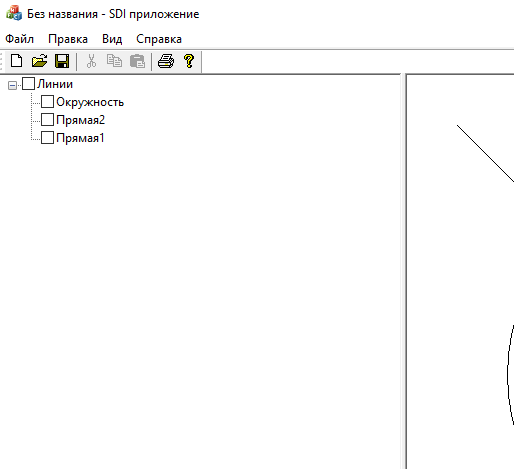 Без названия - SDI приложение
Файл Правка Вид Справка
Линии
Окружность
Прямая2
Прямая1